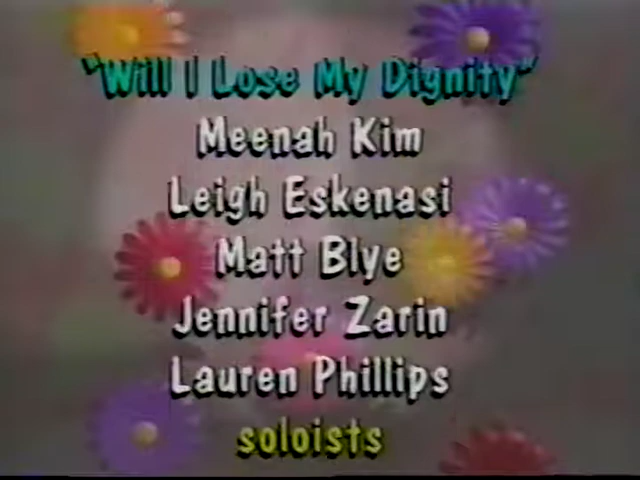 "Will I Lose My Dignity"
Meenah Kim
Leigh Eskenasi
Matt Blye
Jennifer Zarin
Lauren Phillips
soloists